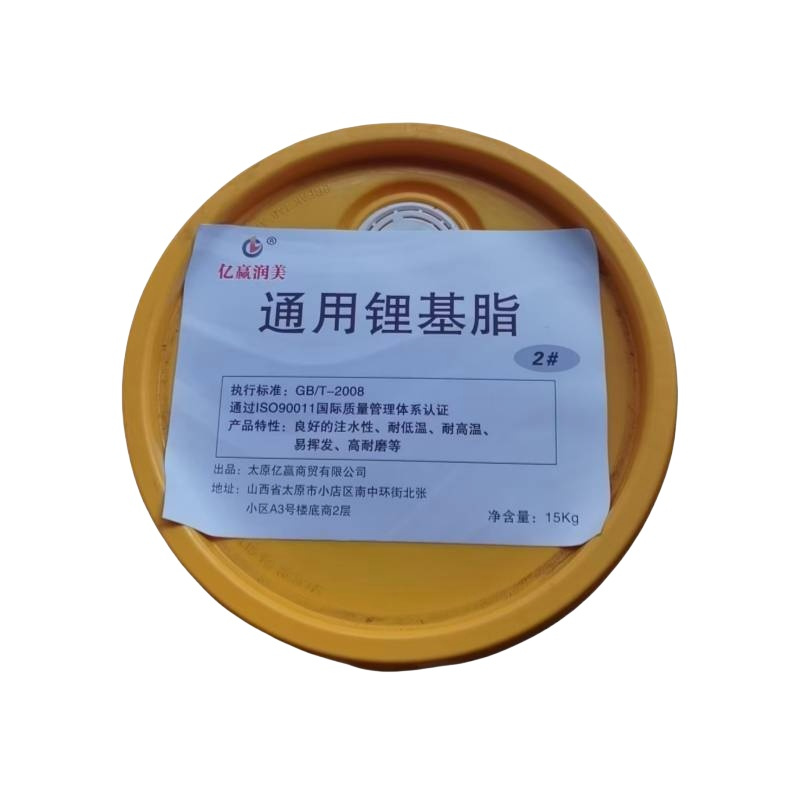 ®
亿赢润美
通用锂基脂
2#
执行标准：GB/T-2008
通过ISO90011国际质量管理体系认证
产品特性：良好的注水性、耐低温、耐高温、
易挥发、高耐磨等
出品：太原亿赢商贸有限公司
地址：山西省太原市小店区南中环街北张
小区A3号楼底商2层
净含量：15Kg